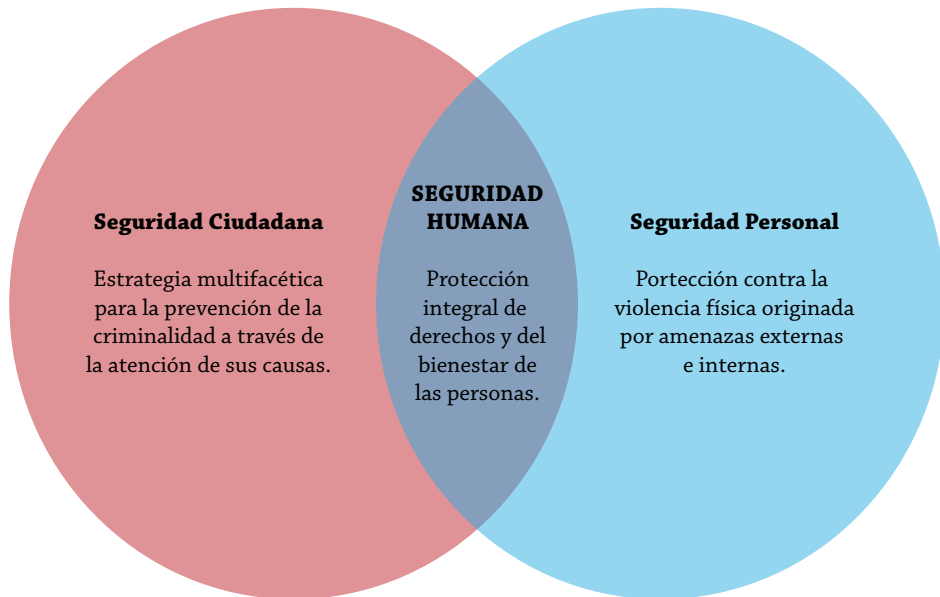 Seguridad Ciudadana
Estrategia multifacética
para la prevención de la
criminalidad a través de
la atención de sus causas.
SEGURIDAD
HUMANA
Protección
integral de
derechos y del
bienestar de
las personas.
Seguridad Personal
Portección contra la
violencia física originada
por amenazas externas
e internas.